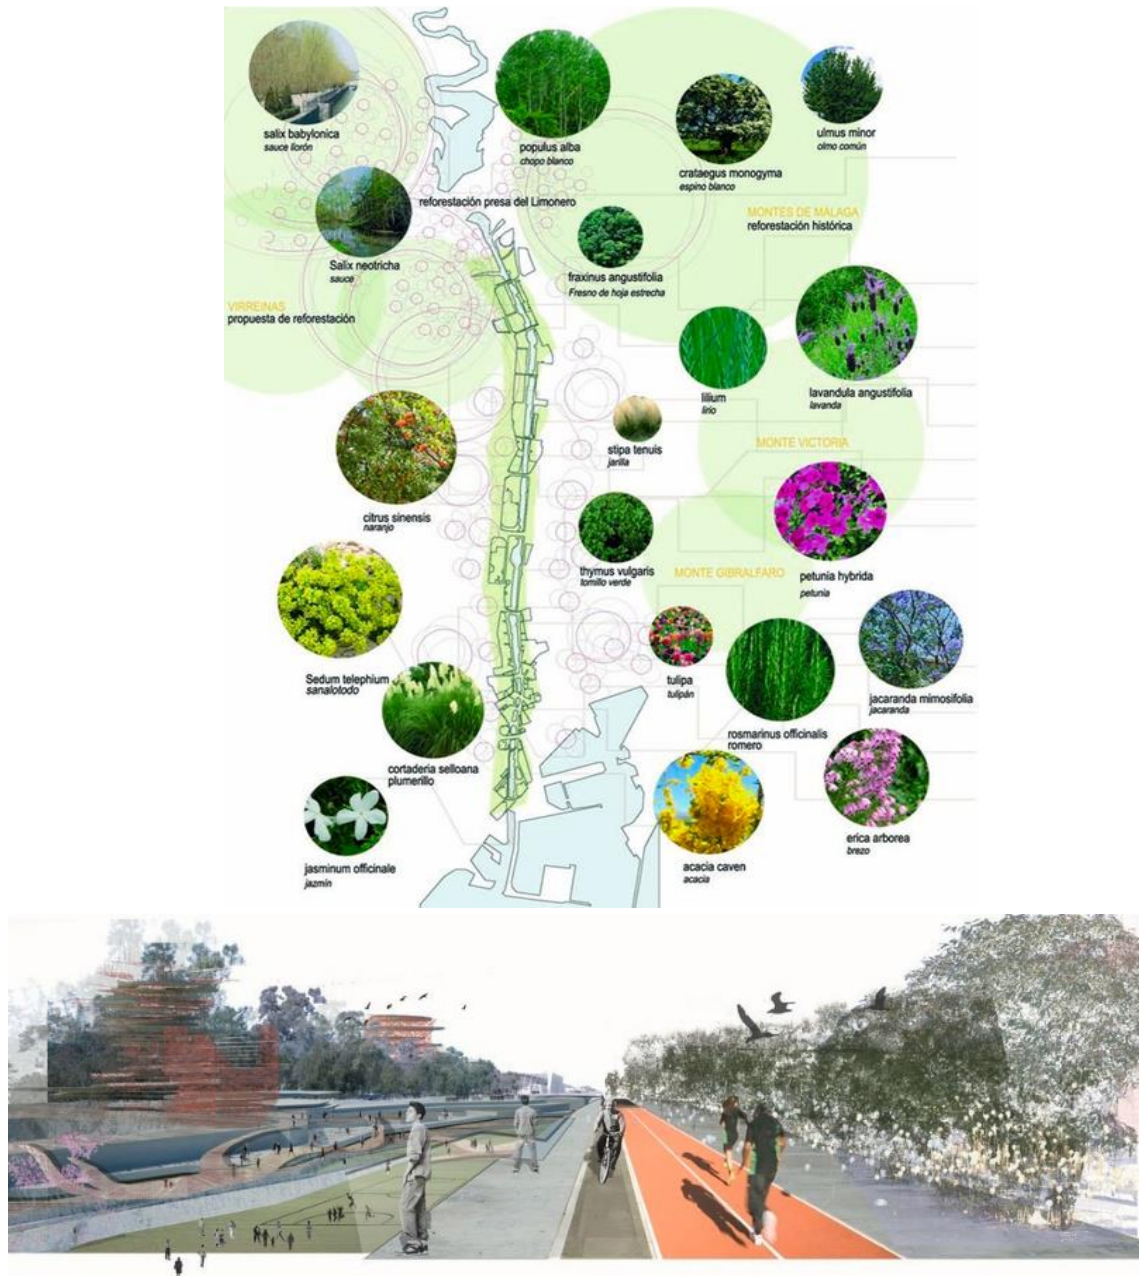 salix babylonica
sauce llorón
populus alba
chopo blanco
crataegus monogyma
espino blanco
ulmus minor
olmo común
reforestación presa del Limonero
MONTES DE MÁLAGA
reforestación histórica
Salix neotricha
sauce
fraxinus angustifolia
Fresno de hoja estrecha
VIRREINAS
propuesta de reforestación
lilium
lirio
lavandula angustifolia
lavanda
stipa tenuis
jarilla
MONTE VICTORIA
citrus sinensis
naranjo
thymus vulgaris
tomillo verde
MONTE GIBRALFARO
petunia hybrida
petunia
Sedum telephium
sanalotodo
tulipa
tulipán
jacaranda mimosifolia
jacaranda
rosmarinus officinalis
romero
cortaderia selloana
plumerillo
erica arborea
brezo
jasminum officinale
jazmín
acacia caven
acacia